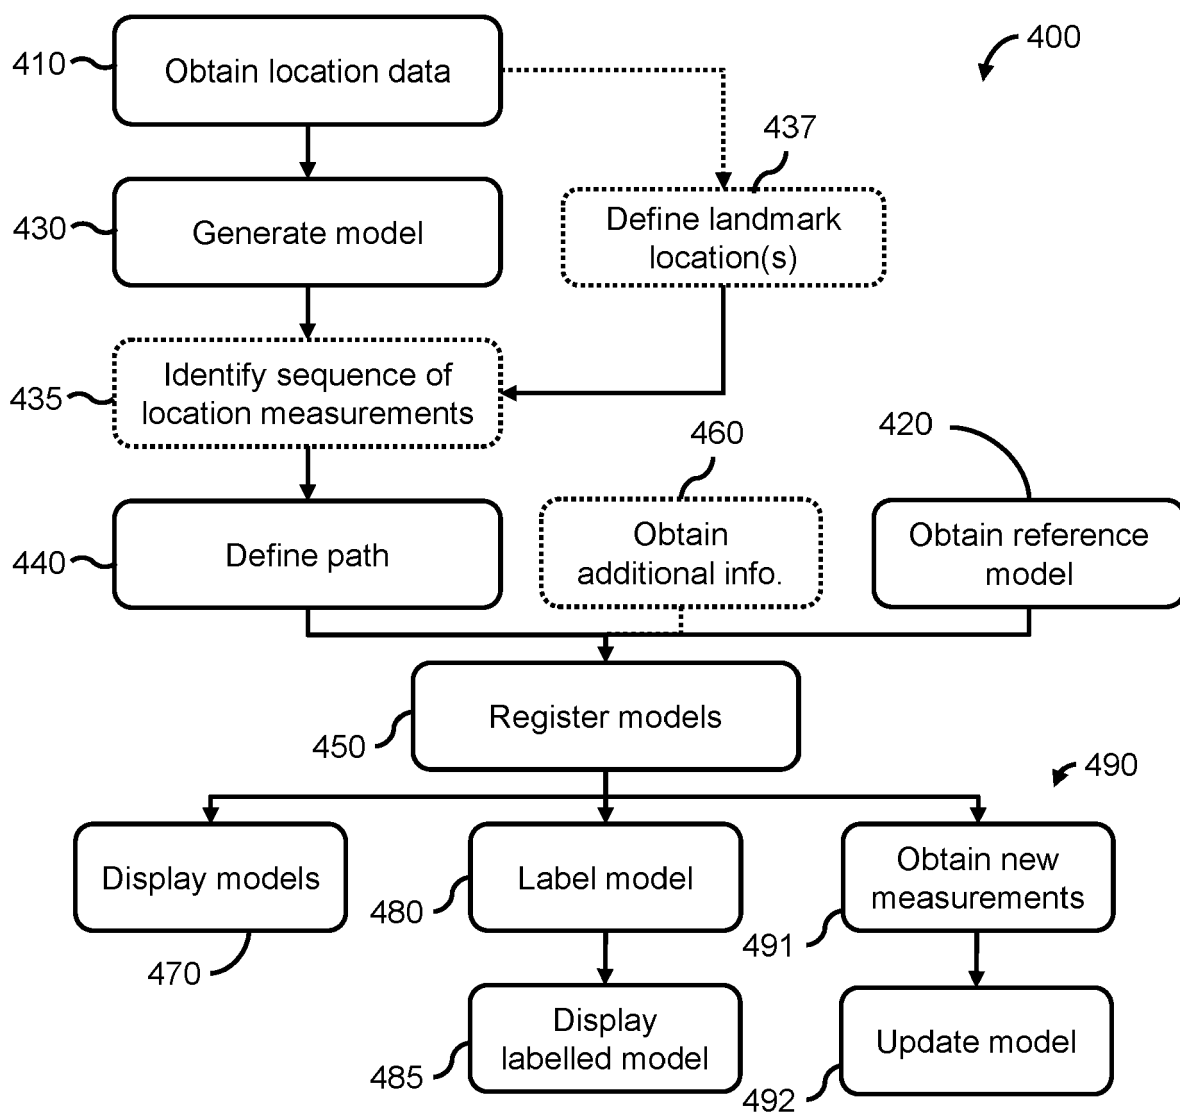 400
410
Obtain location data
437
Define landmark
location(s)
430
Generate model
435
Identify sequence of
location measurements
460
420
440
Define path
Obtain
additional info.
Obtain reference
model
450
Register models
490
Display models
470
480
Label model
491
Obtain new
measurements
485
Display
labelled model
492
Update model